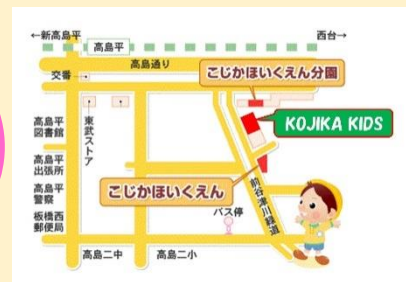 ←新高島平
西台→
高島平
高島通り
交番
こじかほいくえん分園
KOJIKA KIDS
高島平
図書館
東武ストア
高島平
出張所
高島平
警察
板橋西
郵便局
こじかほいくえん
前谷津川緑道
バス停
高島二中
高島二小